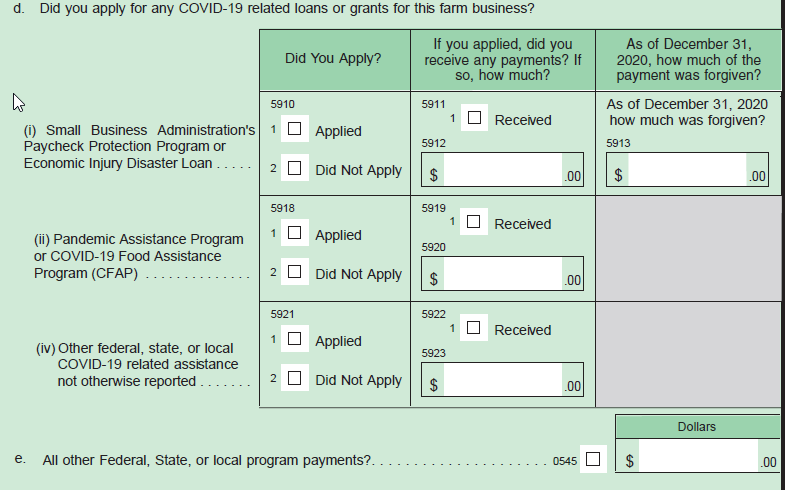 d. Did you apply for any COVID-19 related loans or grants for this farm business?
Did You Apply?
If you applied, did you
receive any payments? If
so, how much?
As of December 31,
2020, how much of the
payment was forgiven?
(i) Small Business Administration's
Paycheck Protection Program or
Economic Injury Disaster Loan . . . . .
5910
1 Applied
2 Did Not Apply
5911
1 Received
5912
$ .00
As of December 31, 2020
how much was forgiven?
5913
$ .00
(ii) Pandemic Assistance Program
or COVID-19 Food Assistance
Program (CFAP) . . . . . . . . . . . . . .
5918
1 Applied
2 Did Not Apply
5919
1 Received
5920
$ .00
(iv) Other federal, state, or local
COVID-19 related assistance
not otherwise reported . . . . . . .
5921
1 Applied
2 Did Not Apply
5922
1 Received
5923
$ .00
Dollars
e. All other Federal, State, or local program payments?. . . . . . . . . . . . . . . . . . . . . . 0545 $ .00